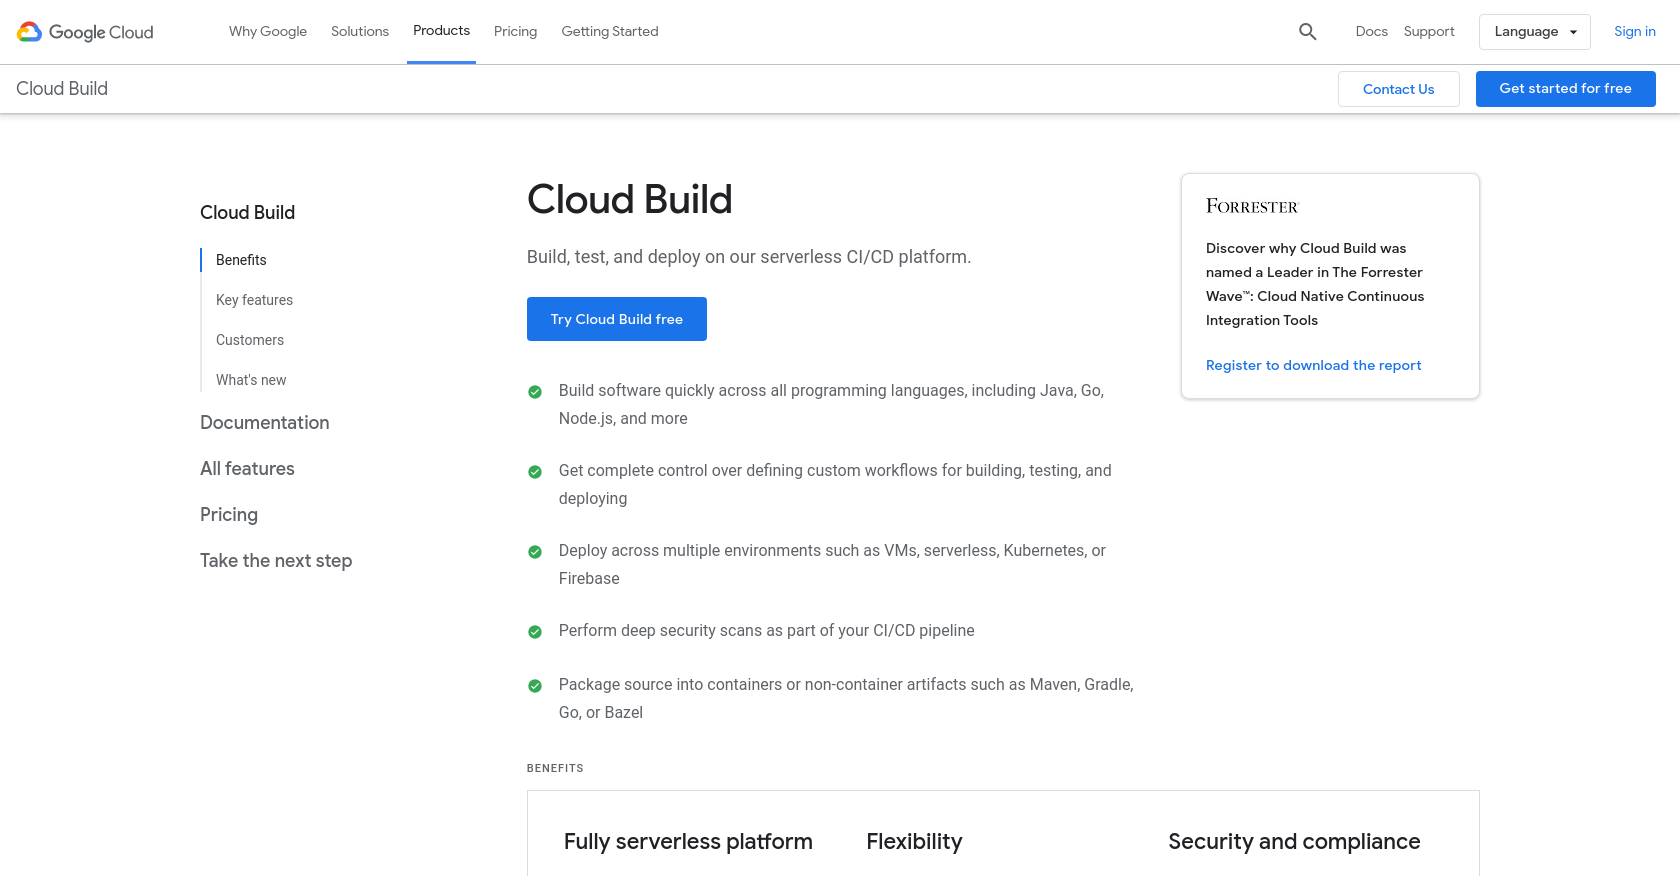 Google Cloud
Why Google
Solutions
Products
Pricing
Getting Started
Docs
Support
Language
Sign in
Cloud Build
Contact Us
Get started for free
Cloud Build
Benefits
Key features
Customers
What's new
Documentation
All features
Pricing
Take the next step
Cloud Build
Build, test, and deploy on our serverless CI/CD platform.
Try Cloud Build free
Build software quickly across all programming languages, including Java, Go,
Node.js, and more
Get complete control over defining custom workflows for building, testing, and
deploying
Deploy across multiple environments such as VMs, serverless, Kubernetes, or
Firebase
Perform deep security scans as part of your CI/CD pipeline
Package source into containers or non-container artifacts such as Maven, Gradle,
Go, or Bazel
FORRESTER
Discover why Cloud Build was
named a Leader in The Forrester
Wave™: Cloud Native Continuous
Integration Tools
Register to download the report
BENEFITS
Fully serverless platform
Flexibility
Security and compliance